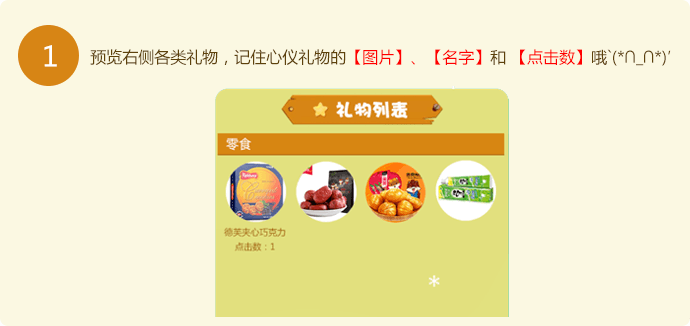 1
预览右侧各类礼物，记住心仪礼物的【图片】、【名字】和 【点击数】哦`(*∩_∩*)′
礼物列表
零食
德芙夹心巧克力
点击数：1